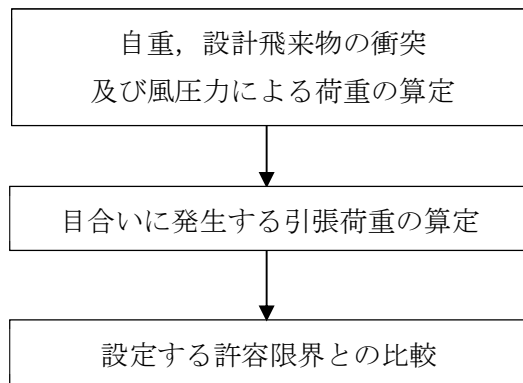 自重，設計飛来物の衝突
及び風圧力による荷重の算定
目合いに発生する引張荷重の算定
設定する許容限界との比較